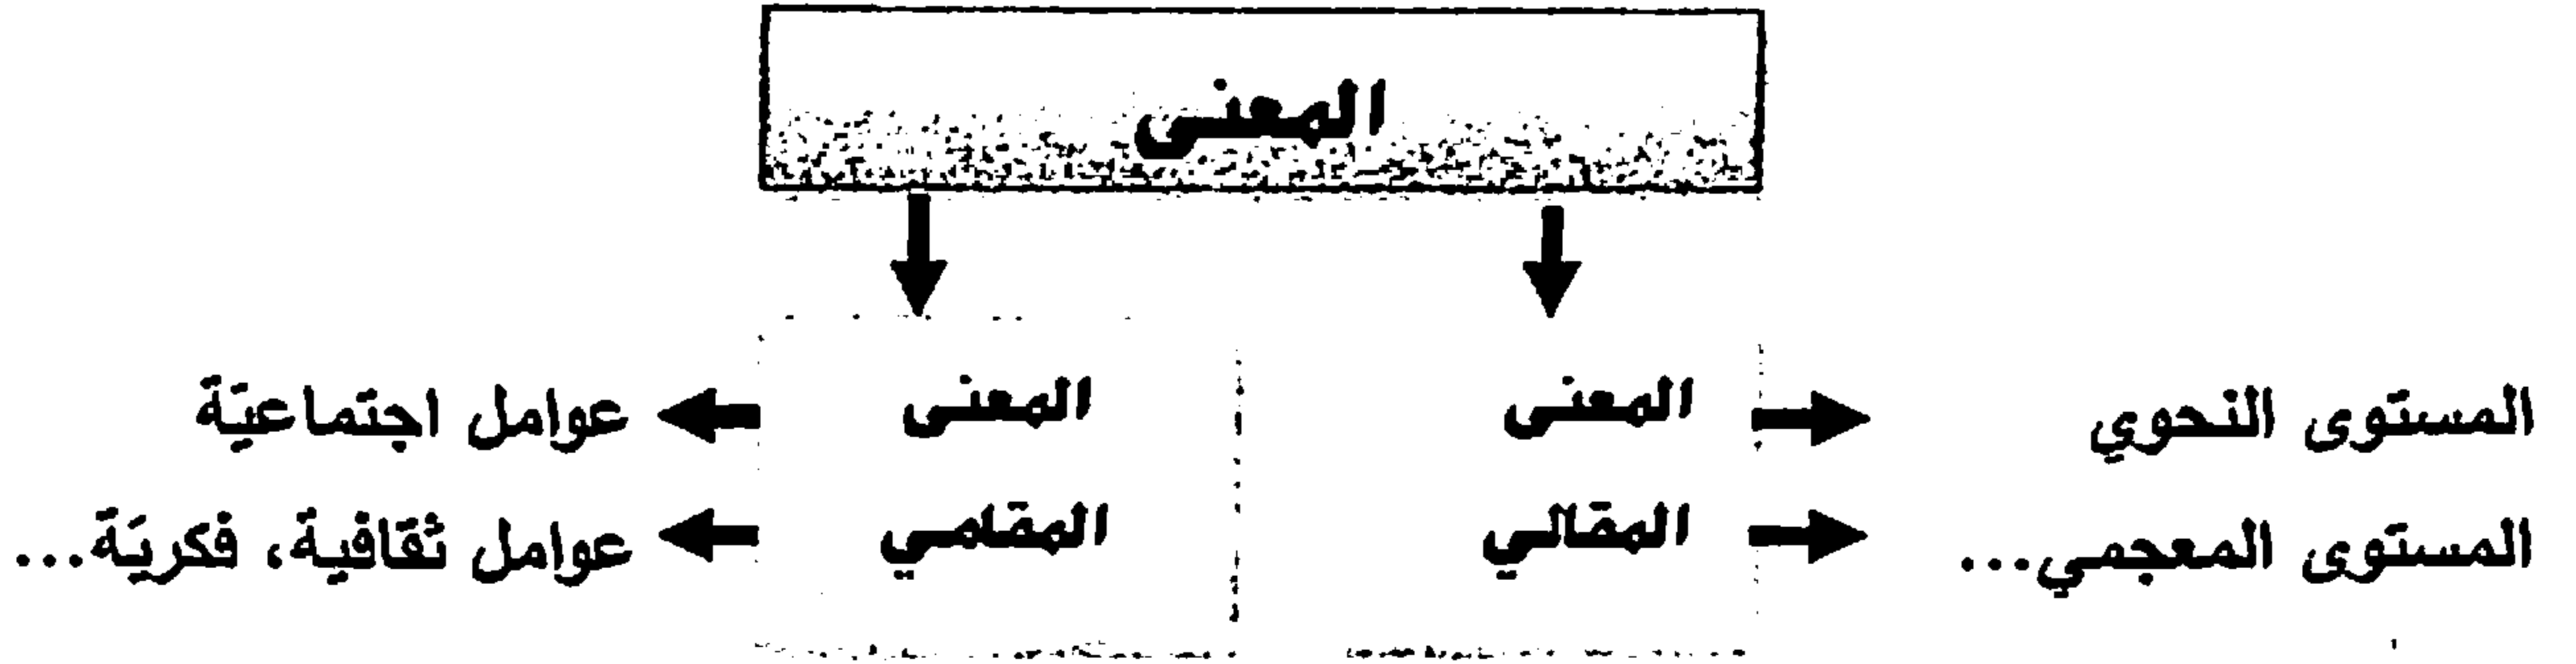 المعنى
المستوى النحوي المعنى المعنى عوامل اجتماعيّة
المستوى المعجمي... المقالي المقامي عوامل ثقافية، فكريّة...